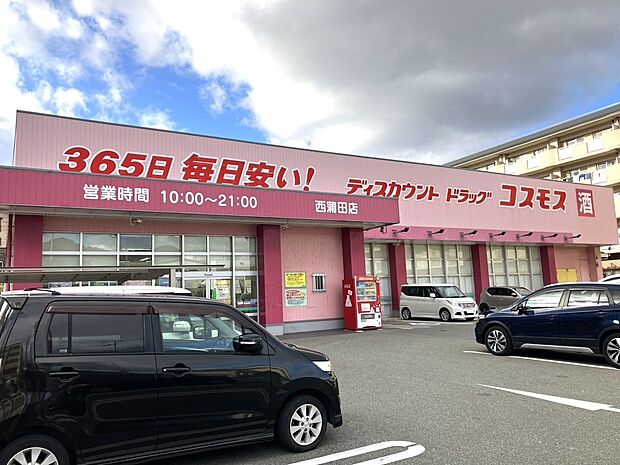 365日 毎日安い!
ディスカウント ドラッグ コスモス 酒
営業時間 10:00~21:00 西蒲田店